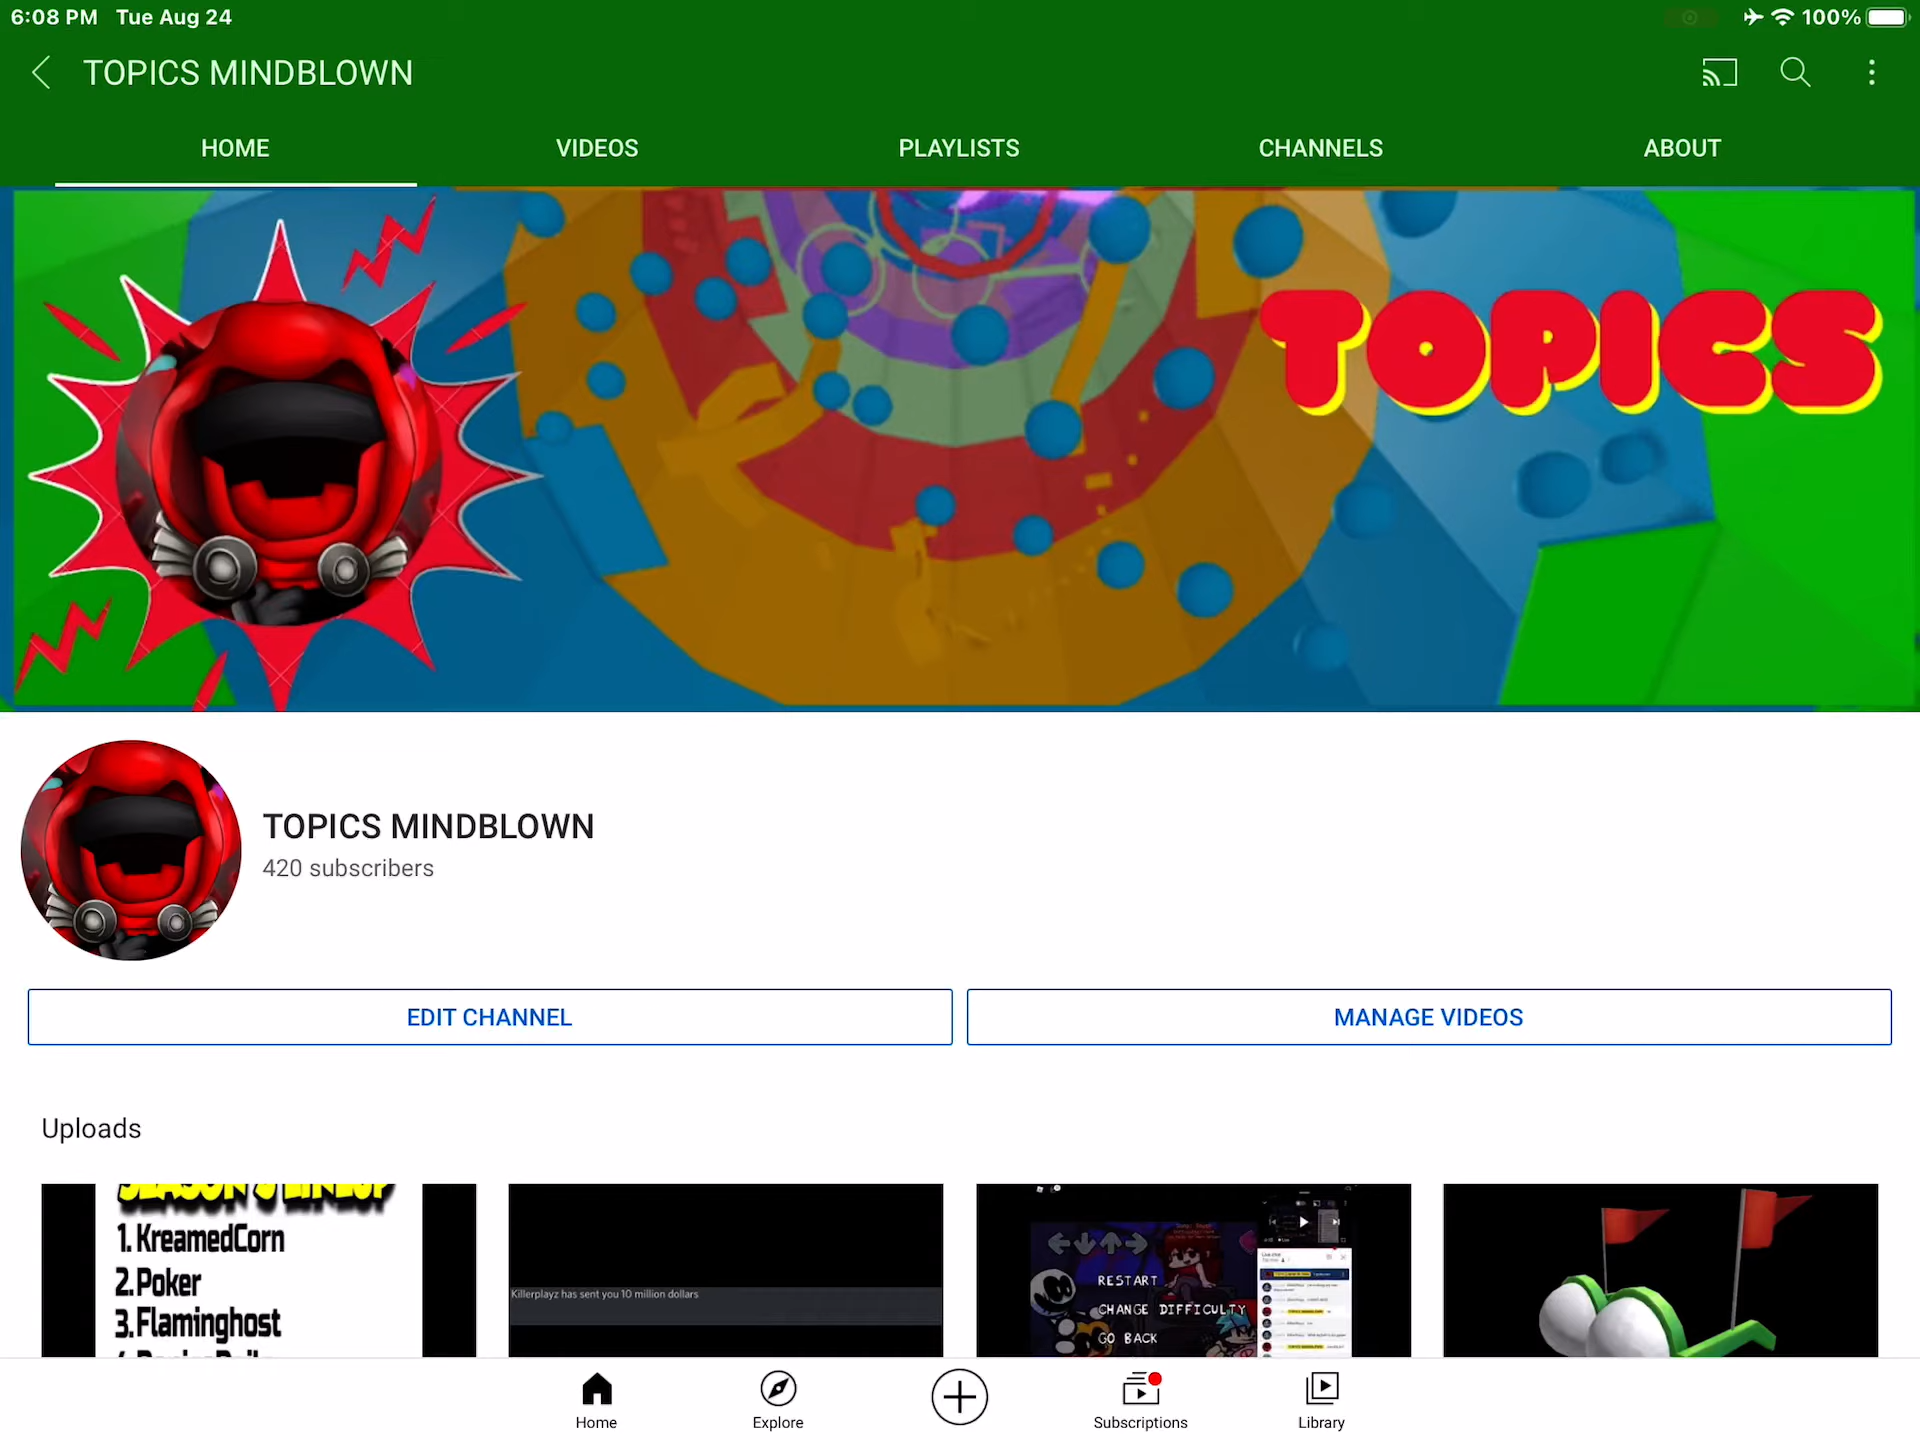 6:08 PM Tue Aug 24
100%
TOPICS MINDBLOWN
HOME
VIDEOS
PLAYLISTS
CHANNELS
ABOUT
TOPICS
TOPICS MINDBLOWN
420 subscribers
EDIT CHANNEL
MANAGE VIDEOS
Uploads
1. KreamedCorn
2. Poker
3. Flaminghost
Killerplayz has sent you 10 million dollars
RESTART
CHANGE DIFFICULTY
GO BACK
Home
Explore
Subscriptions
Library